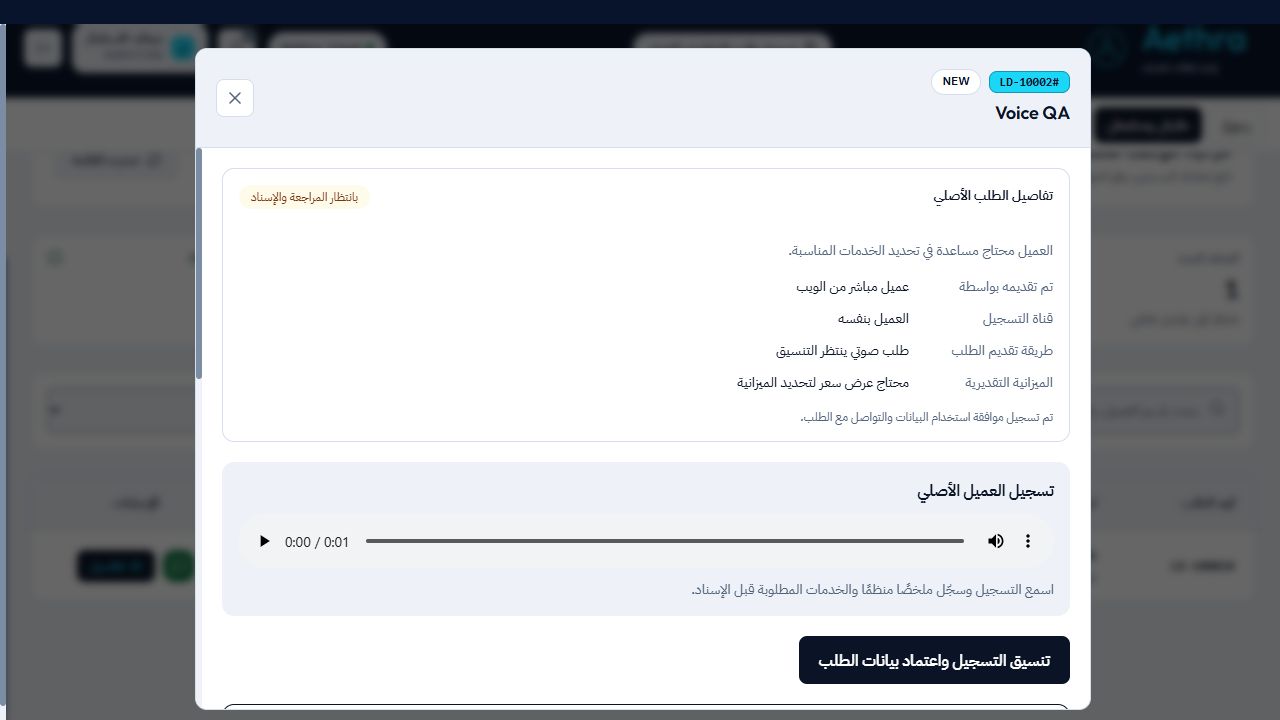 Aethra
LD-10002#
NEW
Voice QA
تفاصيل الطلب الأصلي
بانتظار المراجعة والإسناد
العميل محتاج مساعدة في تحديد الخدمات المناسبة.
تم تقديمه بواسطة عميل مباشر من الويب
قناة التسجيل العميل بنفسه
طريقة تقديم الطلب طلب صوتي ينتظر التنسيق
الميزانية التقديرية محتاج عرض سعر لتحديد الميزانية
تم تسجيل موافقة استخدام البيانات والتواصل مع الطلب.
تسجيل العميل الأصلي
0:00 / 0:01
اسمع التسجيل وسجّل ملخصًا منظمًا والخدمات المطلوبة قبل الإسناد.
تنسيق التسجيل واعتماد بيانات الطلب